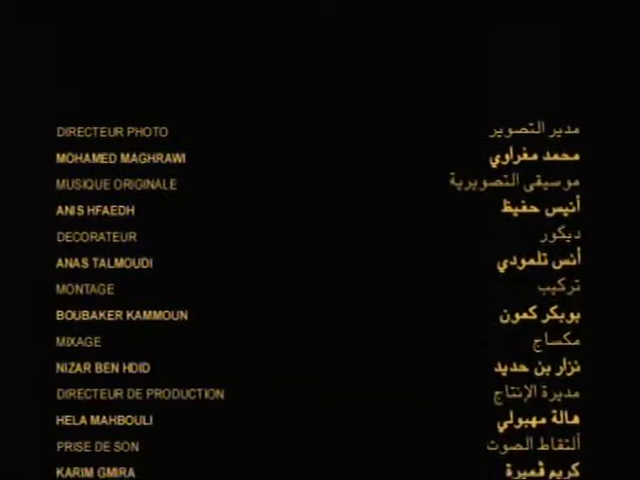 DIRECTEUR PHOTO مدير التصوير
MOHAMED MAGHRAWI محمد مغراوي
MUSIQUE ORIGINALE موسيقى التصويرية
ANIS HFAEDH أنيس حفيظ
DECORATEUR ديكور
ANAS TALMOUDI أنس تلمودي
MONTAGE تركيب
BOUBAKER KAMMOUN بوبكر كمون
MIXAGE مكساج
NIZAR BEN HDID نزار بن حديد
DIRECTEUR DE PRODUCTION مديرة الإنتاج
HELA MAHBOULI هالة مهبولي
PRISE DE SON ألتقاط الصوت
KARIM GMIRA كريم ڨميرة